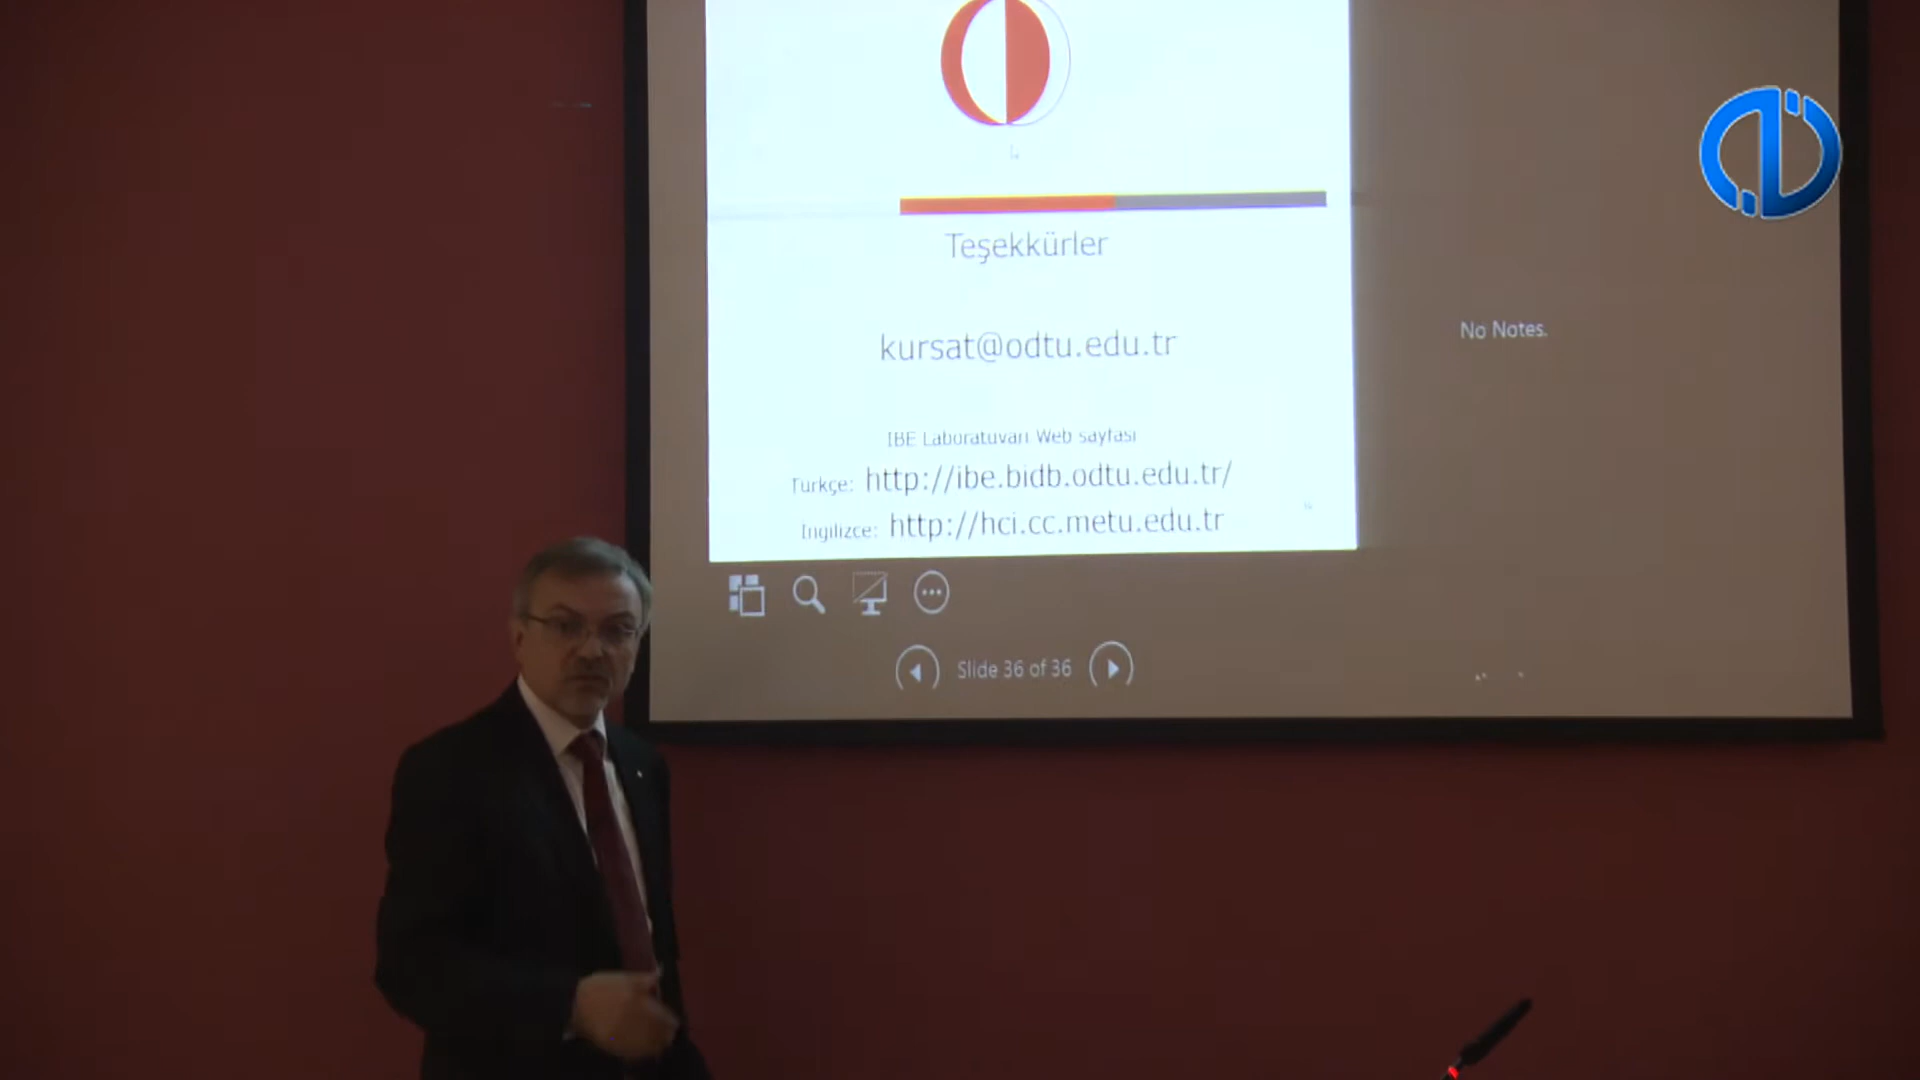 Teşekkürler
kursat@odtu.edu.tr
IBE Laboratuvarı Web sayfası
Türkçe: http://ibe.bidb.odtu.edu.tr/
İngilizce: http://hci.cc.metu.edu.tr
No Notes.
Slide 36 of 36